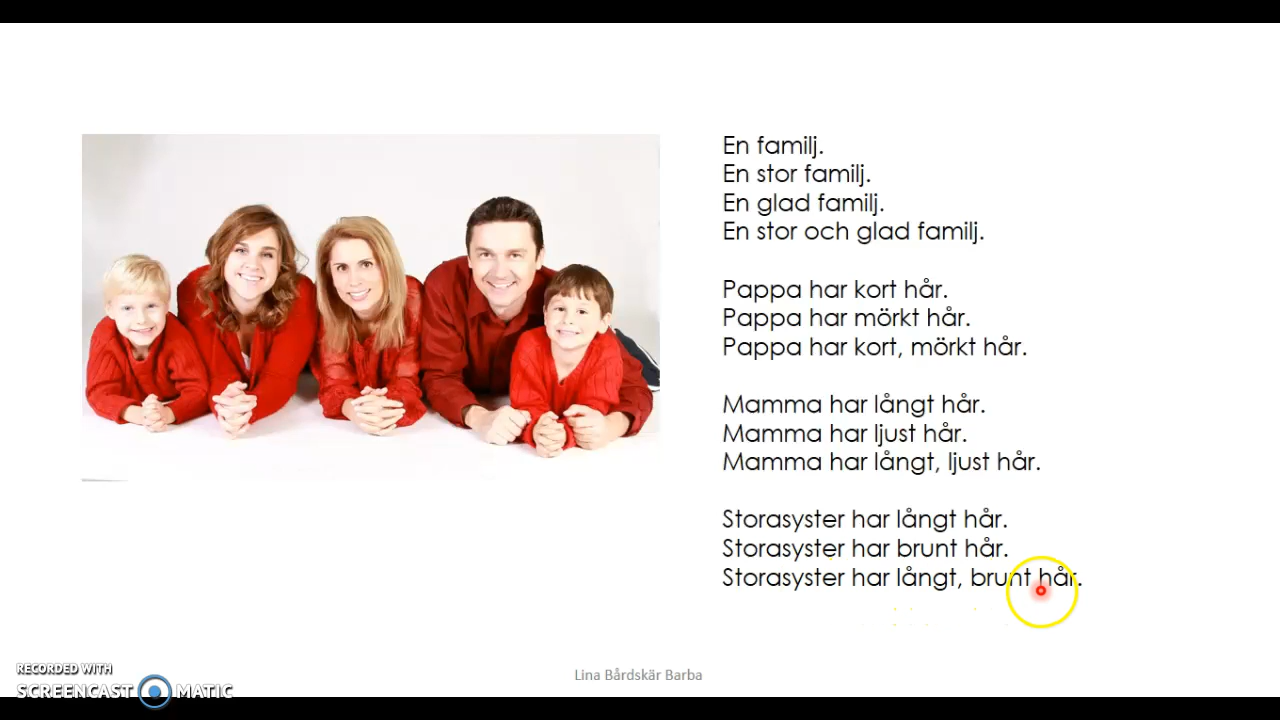 En familj.
En stor familj.
En glad familj.
En stor och glad familj.
Pappa har kort hår.
Pappa har mörkt hår.
Pappa har kort, mörkt hår.
Mamma har långt hår.
Mamma har ljust hår.
Mamma har långt, ljust hår.
Storasyster har långt hår.
Storasyster har brunt hår.
Storasyster har långt, brunt hår.
Lina Bårdskär Barba
RECORDED WITH
SCREENCAST MATIC